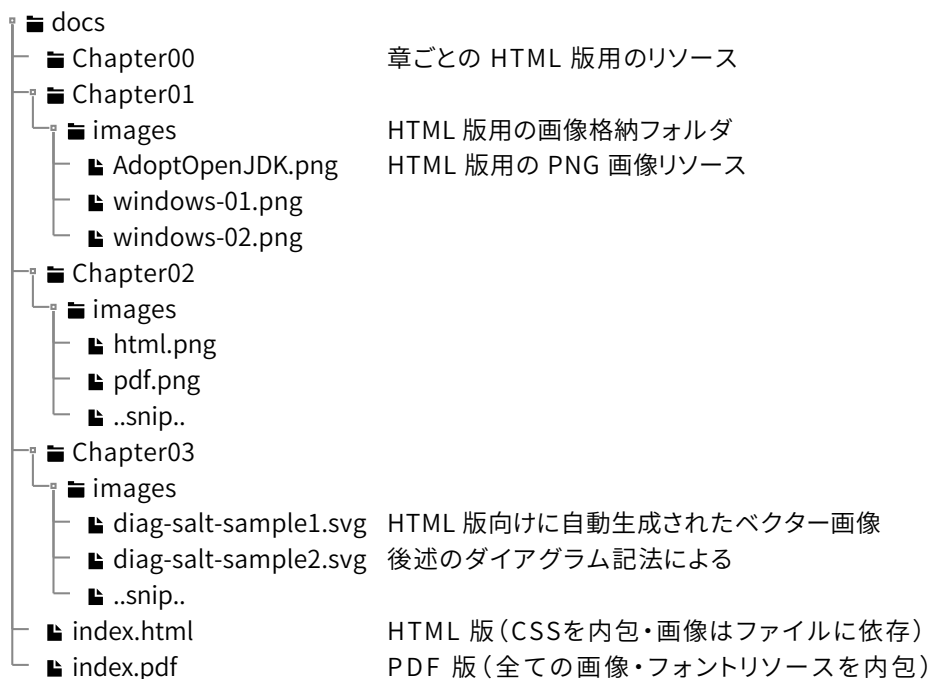 docs
Chapter00 章ごとの HTML 版用のリソース
Chapter01
images HTML 版用の画像格納フォルダ
AdoptOpenJDK.png HTML 版用の PNG 画像リソース
windows-01.png
windows-02.png
Chapter02
images
html.png
pdf.png
..snip..
Chapter03
images
diag-salt-sample1.svg HTML 版向けに自動生成されたベクター画像
diag-salt-sample2.svg 後述のダイアグラム記法による
..snip..
index.html HTML 版（CSSを内包・画像はファイルに依存）
index.pdf PDF 版（全ての画像・フォントリソースを内包）